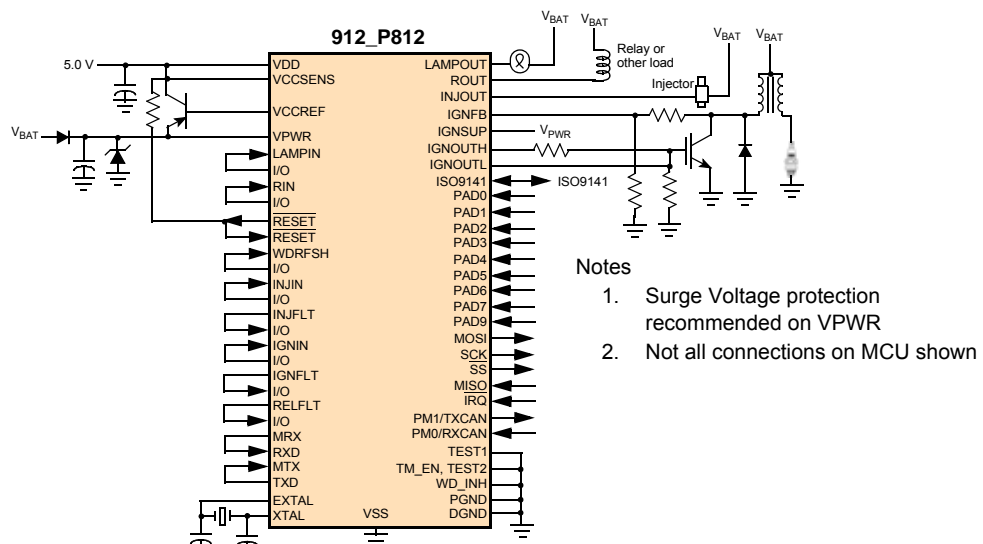 912_P812
VBAT
VBAT
VBAT
VBAT
Relay or
other load
Injector
5.0 V
VBAT
VDD
VCCSENS
VCCREF
VPWR
LAMPIN
I/O
RIN
I/O
RESET
RESET
WDRFSH
I/O
INJIN
I/O
INJFLT
I/O
IGNIN
I/O
IGNFLT
I/O
RELFLT
I/O
MRX
RXD
MTX
TXD
EXTAL
XTAL
VSS
LAMPOUT
ROUT
INJOUT
IGNFB
IGNSUP
VPWR
IGNOUTH
IGNOUTL
ISO9141
ISO9141
PAD0
PAD1
PAD2
PAD3
PAD4
PAD5
PAD6
PAD7
PAD9
MOSI
SCK
SS
MISO
IRQ
PM1/TXCAN
PM0/RXCAN
TEST1
TM_EN, TEST2
WD_INH
PGND
DGND
Notes
1. Surge Voltage protection
recommended on VPWR
2. Not all connections on MCU shown